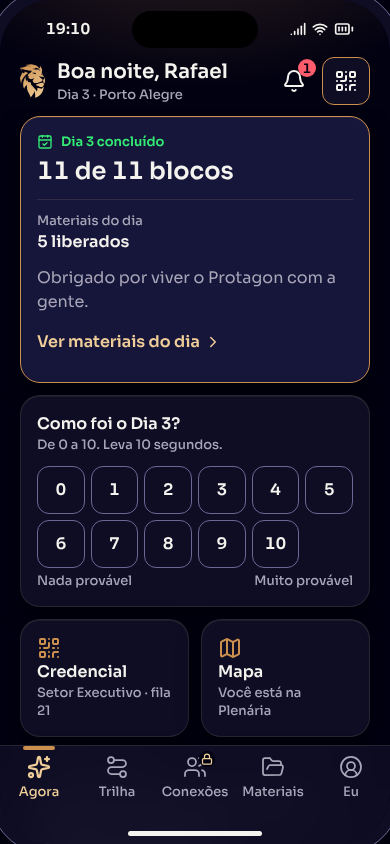 19:10
Boa noite, Rafael
1
Dia 3 · Porto Alegre
Dia 3 concluído
11 de 11 blocos
Materiais do dia
5 liberados
Obrigado por viver o Protagon com a
gente.
Ver materiais do dia
Como foi o Dia 3?
De 0 a 10. Leva 10 segundos.
0 1 2 3 4 5
6 7 8 9 10
Nada provável Muito provável
Credencial
Setor Executivo · fila
21
Mapa
Você está na
Plenária
Agora Trilha Conexões Materiais Eu